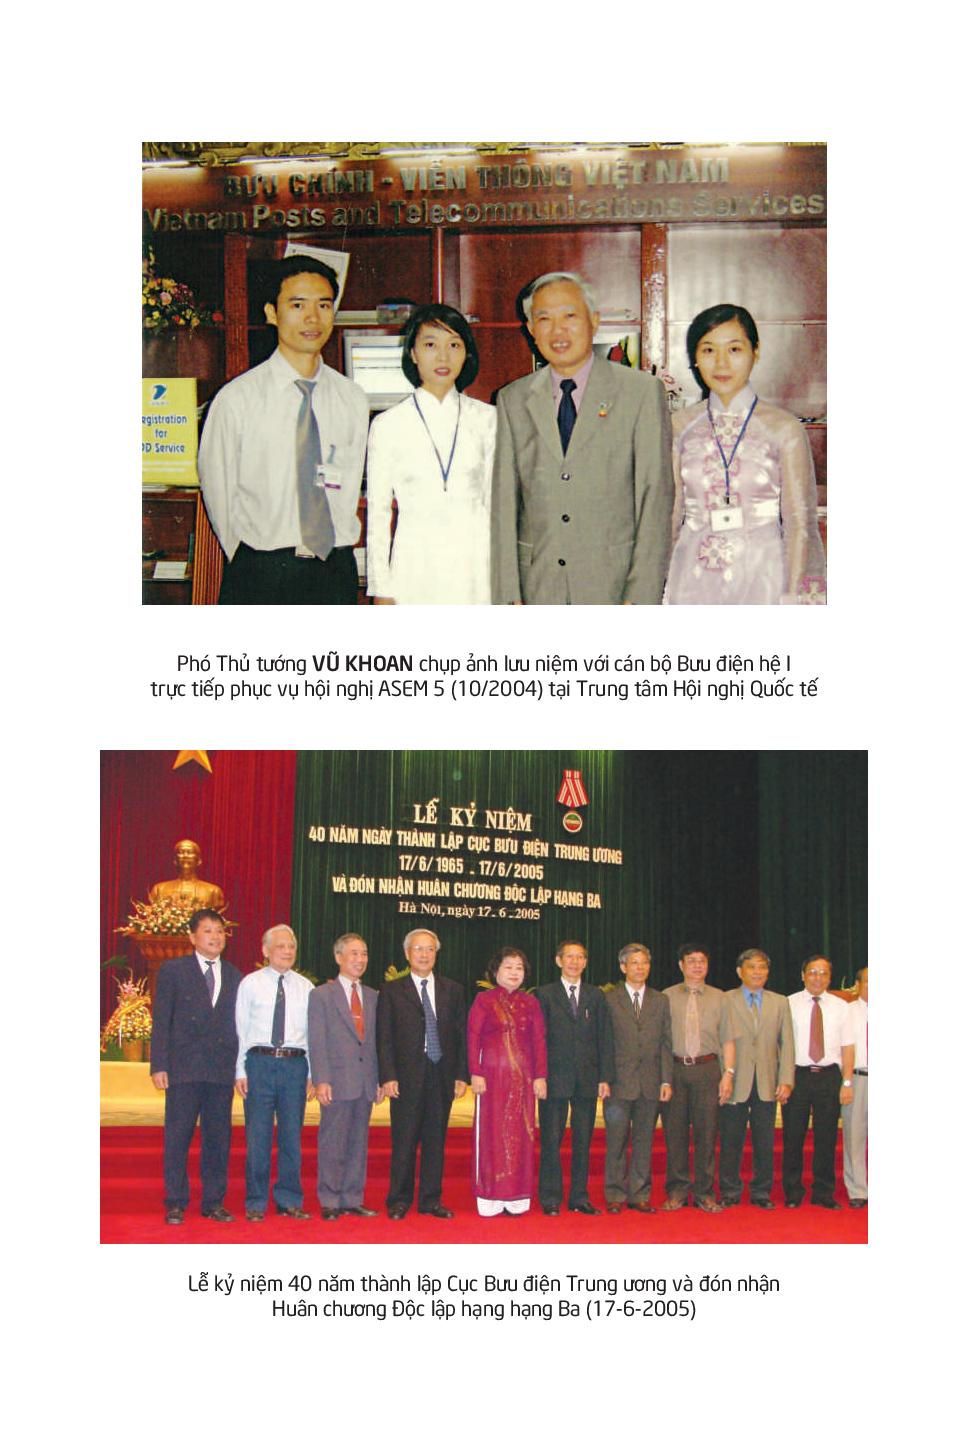 BƯU CHÍNH - VIỄN THÔNG VIỆT NAM
Vietnam Posts and Telecommunications Services
egistration
for
DD Service
Phó Thủ tướng VŨ KHOAN chụp ảnh lưu niệm với cán bộ Bưu điện hệ I
trực tiếp phục vụ hội nghị ASEM 5 (10/2004) tại Trung tâm Hội nghị Quốc tế
LỄ KỶ NIỆM
40 NĂM NGÀY THÀNH LẬP CỤC BƯU ĐIỆN TRUNG ƯƠNG
17/6/1965 - 17/6/2005
VÀ ĐÓN NHẬN HUÂN CHƯƠNG ĐỘC LẬP HẠNG BA
Hà Nội, ngày 17-6-2005
Lễ kỷ niệm 40 năm thành lập Cục Bưu điện Trung ương và đón nhận
Huân chương Độc lập hạng hạng Ba (17-6-2005)